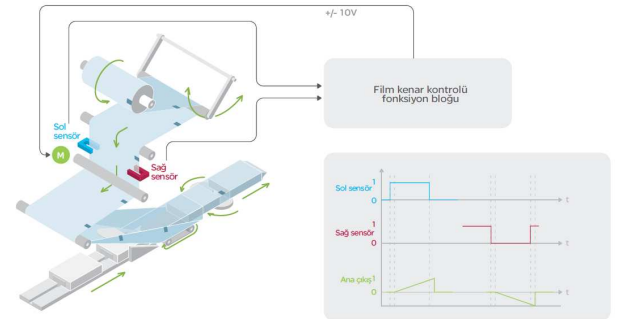 +/- 10V
Film kenar kontrolü
fonksiyon bloğu
Sol
sensör
M
Sağ
sensör
Sol sensör 1
0
t
Sağ sensör 1
0
t
Ana çıkış 1
0
t